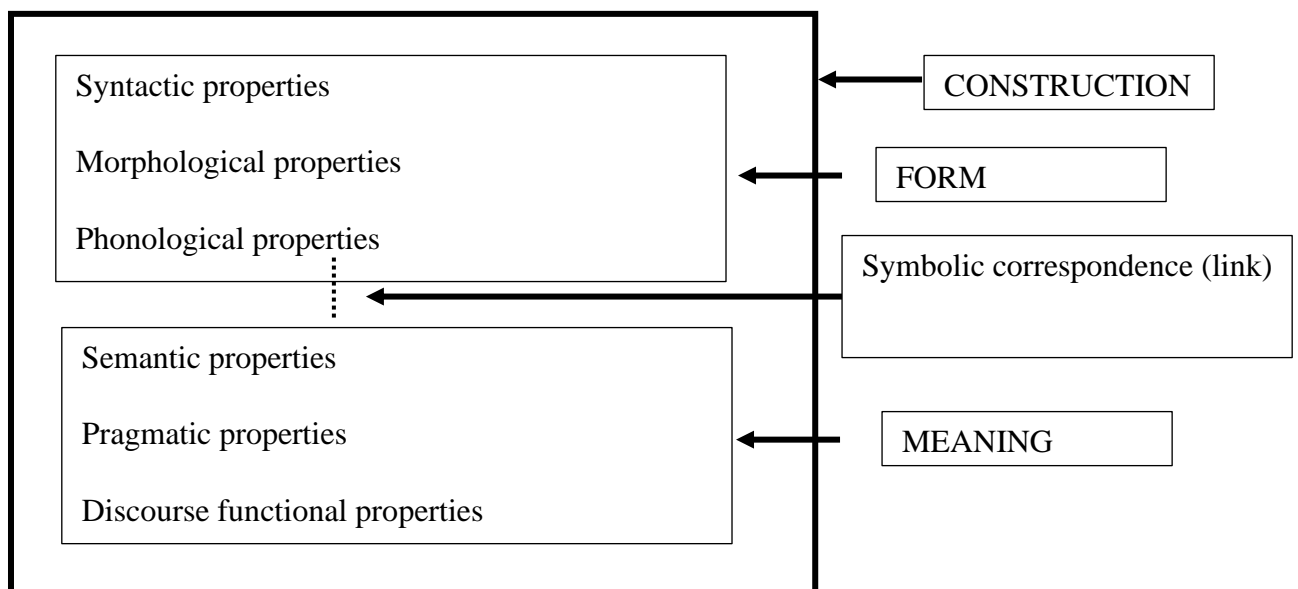 Syntactic properties
CONSTRUCTION
Morphological properties
FORM
Phonological properties
Symbolic correspondence (link)
Semantic properties
Pragmatic properties
MEANING
Discourse functional properties